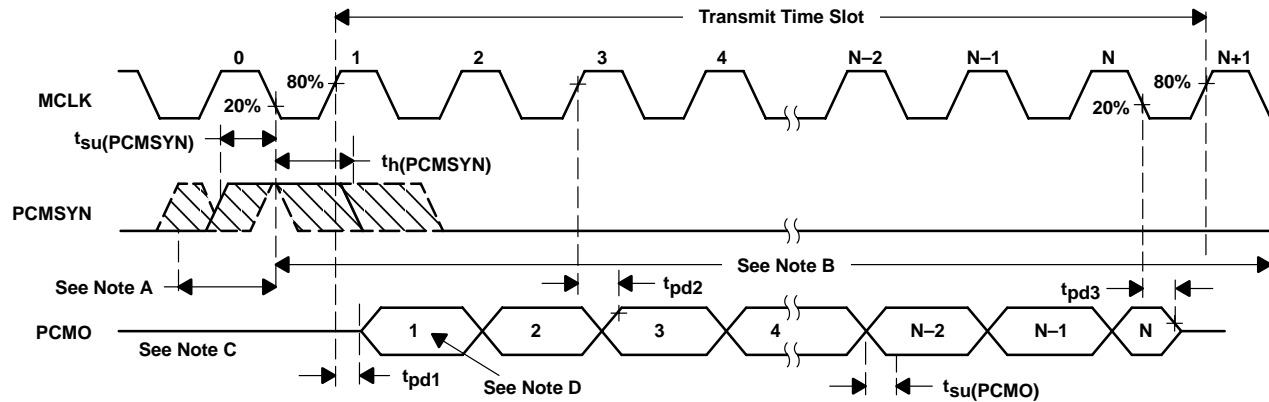 Transmit Time Slot
0 1 2 3 4 N–2 N–1 N N+1
MCLK
80%
20%
80%
20%
tsu(PCMSYN)
th(PCMSYN)
PCMSYN
See Note A
See Note B
tpd2
tpd3
PCMO
1 2 3 4 N–2 N–1 N
See Note C
tpd1
See Note D
tsu(PCMO)